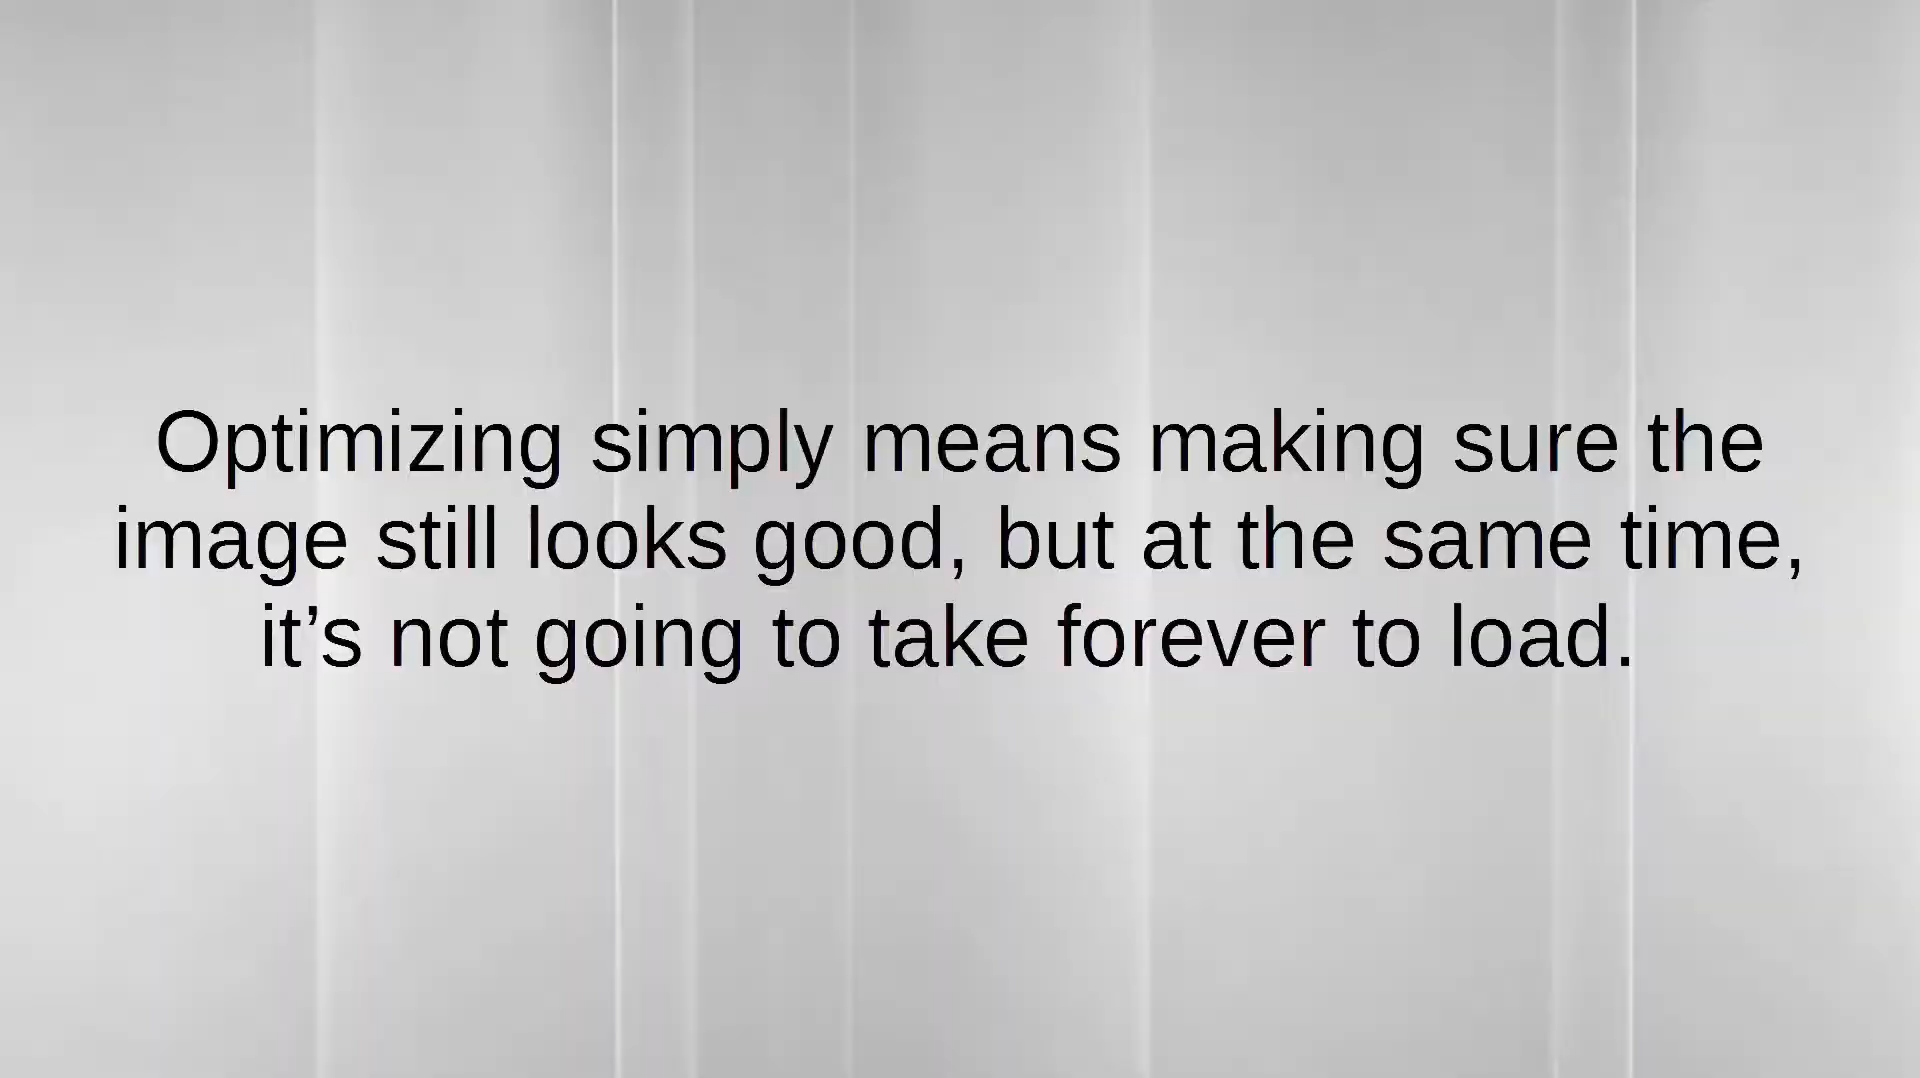 Optimizing simply means making sure the
image still looks good, but at the same time,
it’s not going to take forever to load.